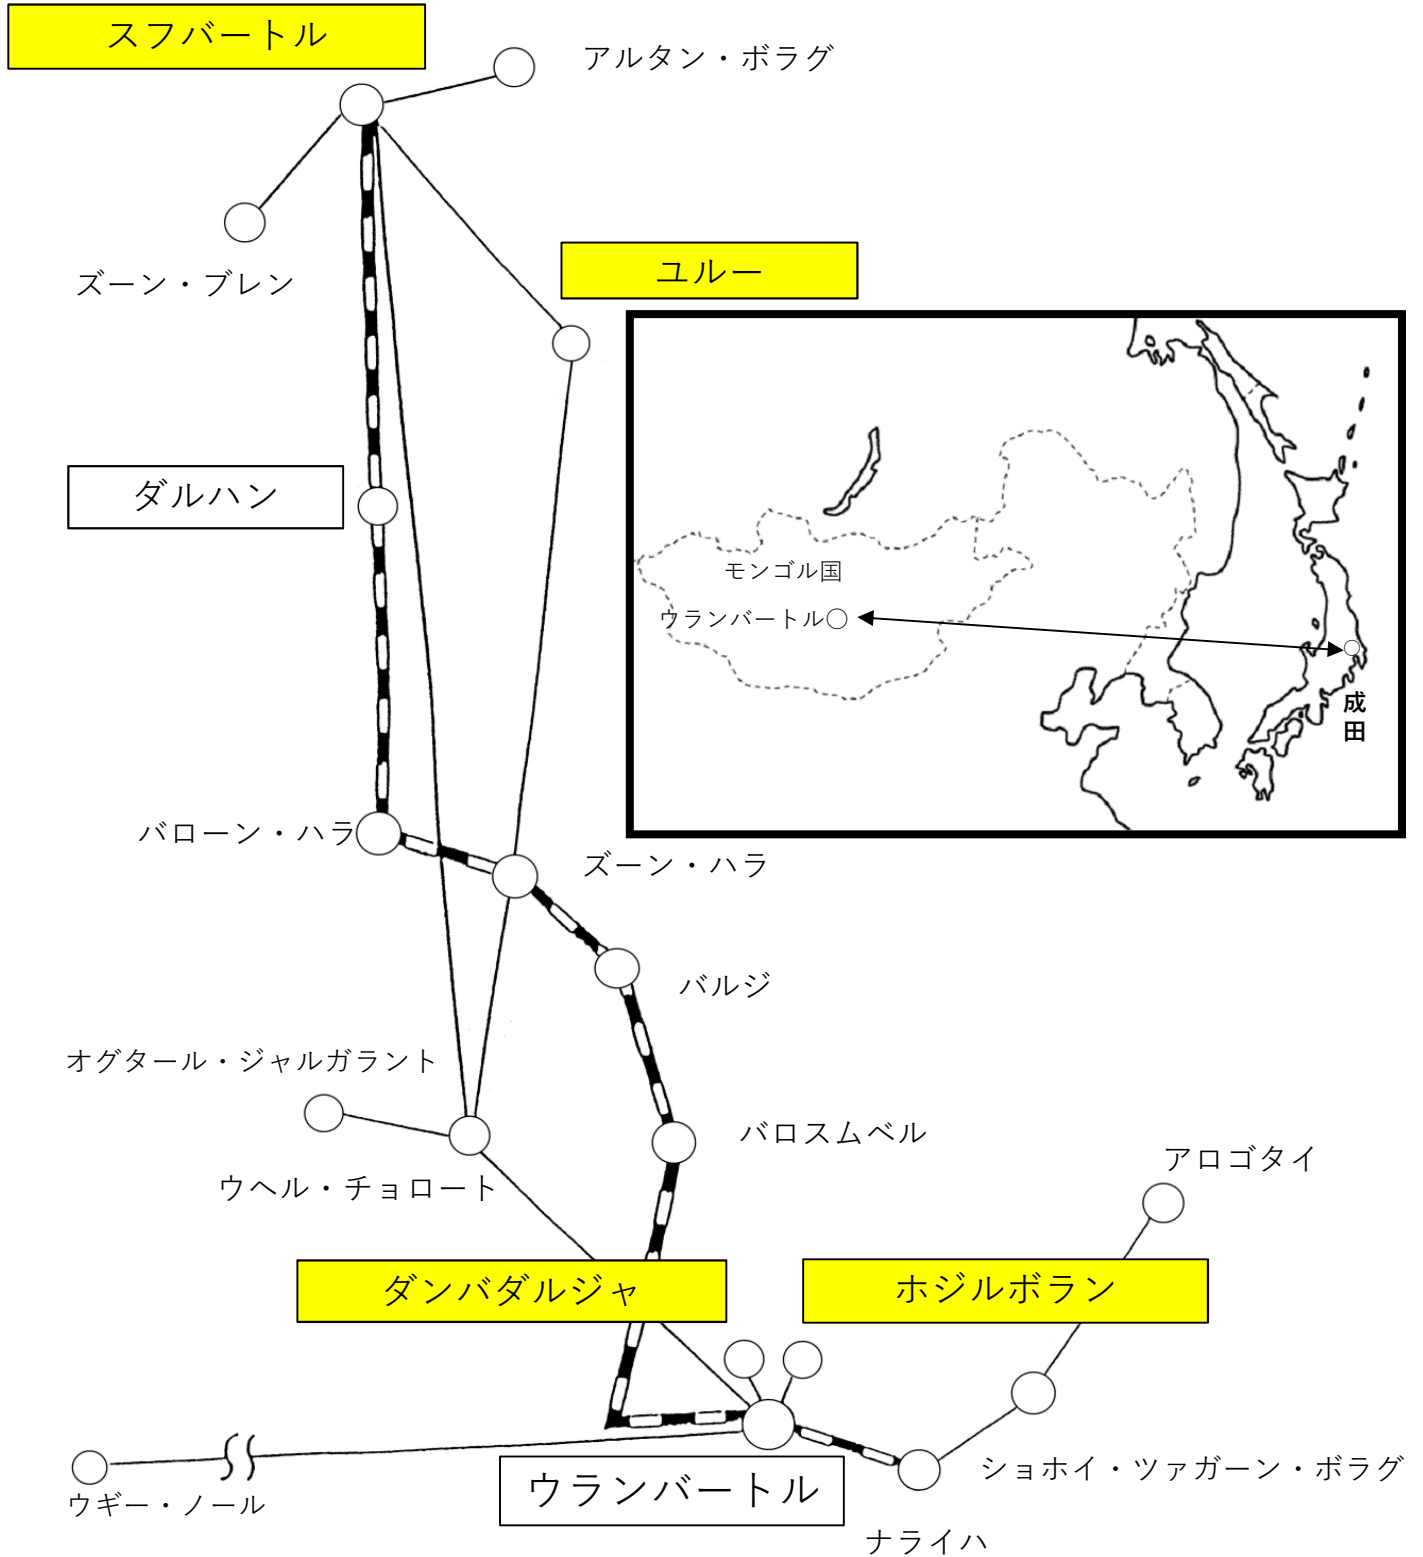 スフバートル
アルタン・ボラグ
ズーン・ブレン
ユルー
ダルハン
モンゴル国
ウランバートル
成田
バローン・ハラ
ズーン・ハラ
バルジ
オグタール・ジャルガラント
バロスムベル
アロゴタイ
ウヘル・チョロート
ダンバダルジャ
ホジルボラン
ショホイ・ツァガーン・ボラグ
ウギー・ノール
ウランバートル
ナライハ